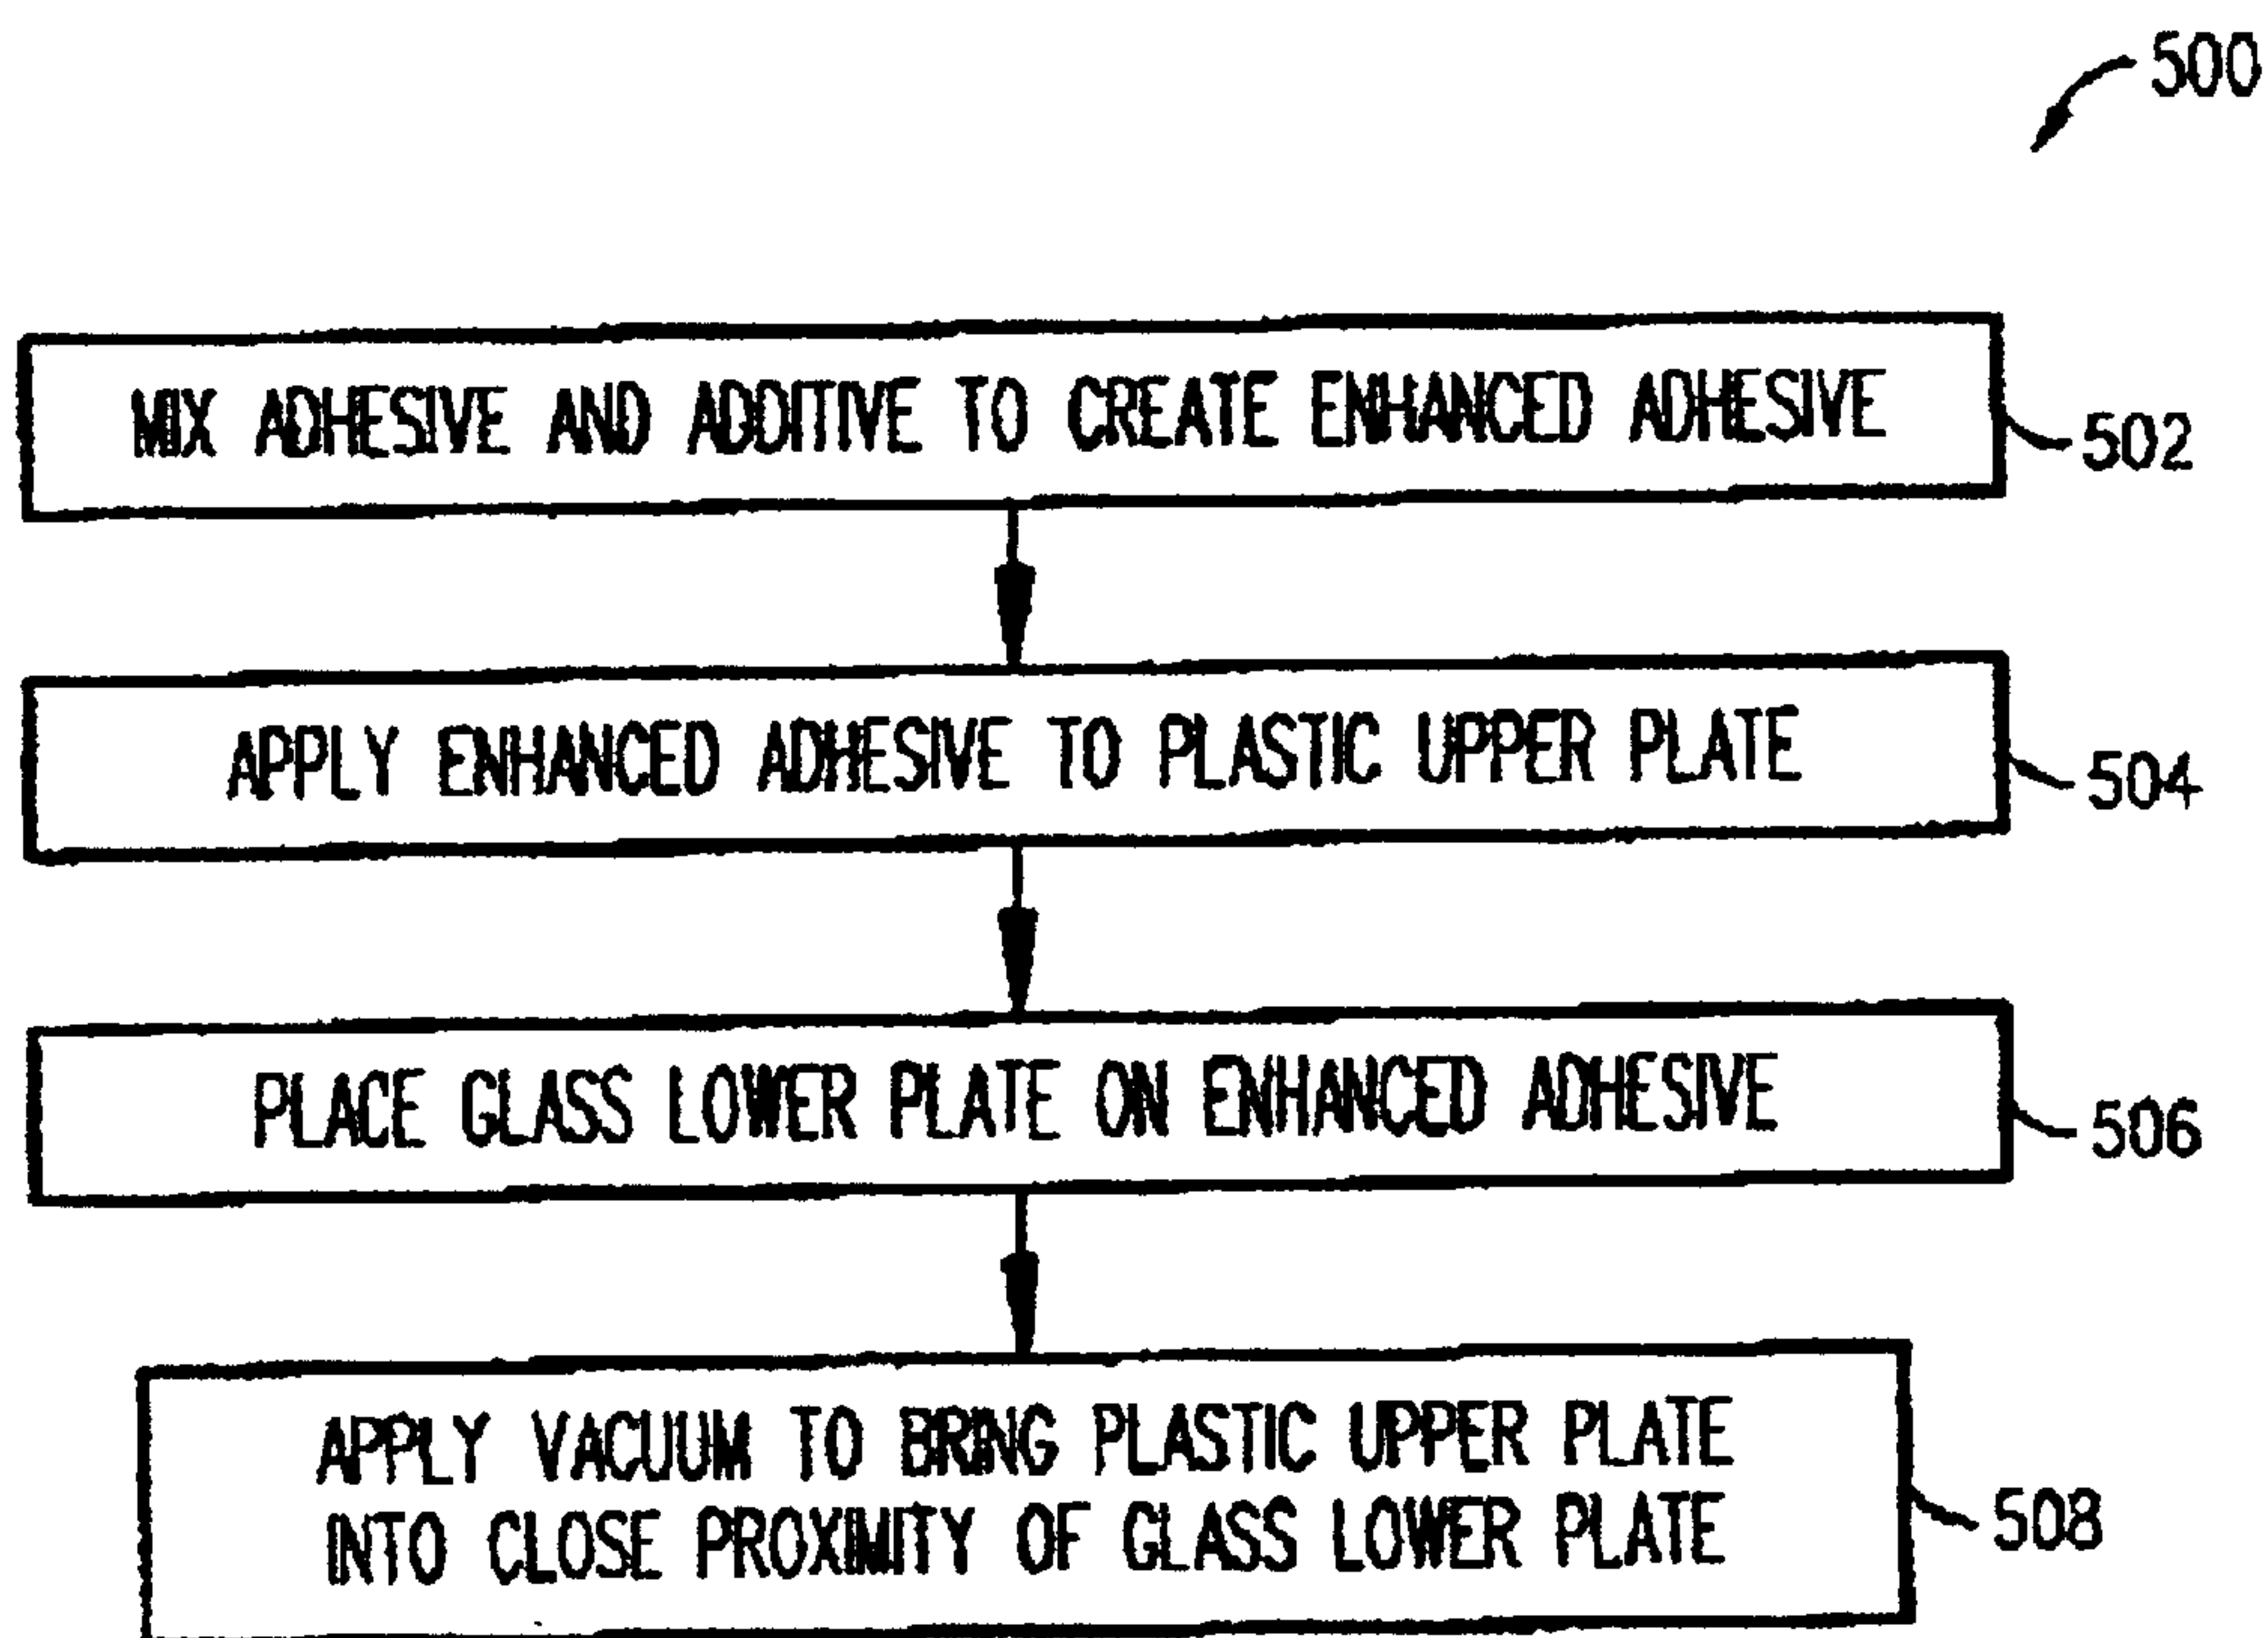 500
MIX ADHESIVE AND ADDITIVE TO CREATE ENHANCED ADHESIVE
502
APPLY ENHANCED ADHESIVE TO PLASTIC UPPER PLATE
504
PLACE GLASS LOWER PLATE ON ENHANCED ADHESIVE
506
APPLY VACUUM TO BRING PLASTIC UPPER PLATE
INTO CLOSE PROXIMITY OF GLASS LOWER PLATE
508